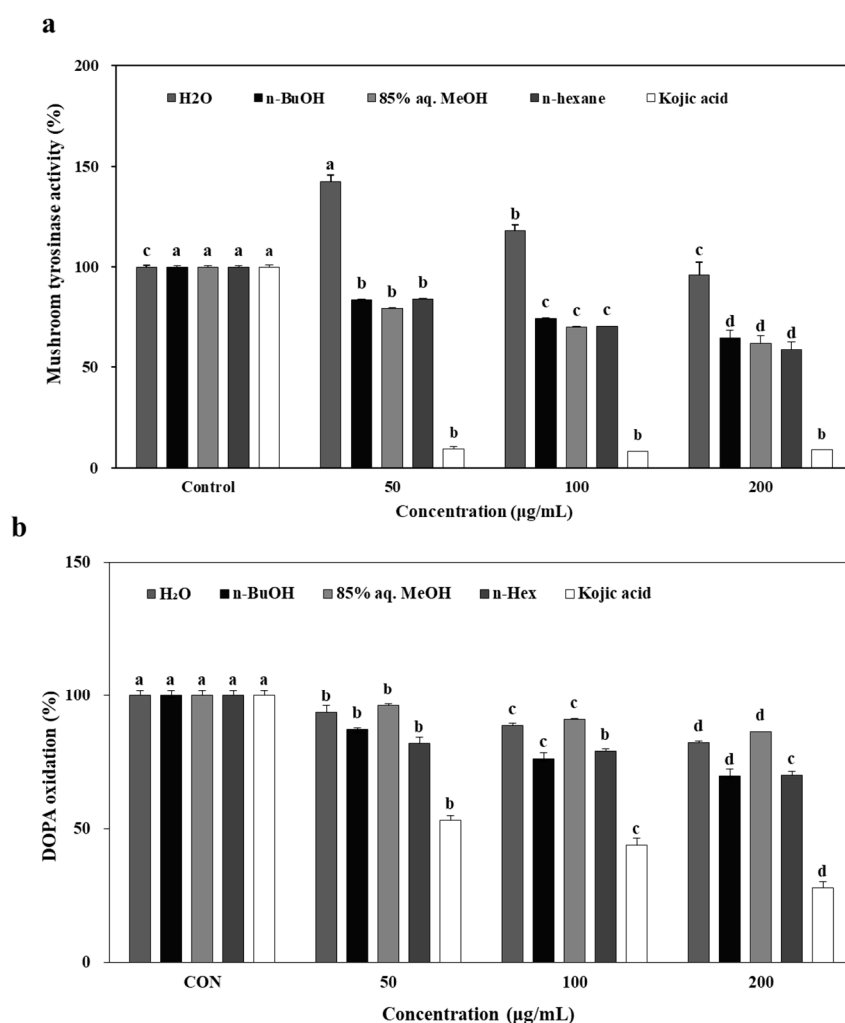 a
200
H2O n-BuOH 85% aq. MeOH n-hexane Kojic acid
150
a
b
c a a a a
100
c
b b b
c c c
d d d
50
b b b
0
Control 50 100 200
Mushroom tyrosinase activity (%)
Concentration (µg/mL)
b
150
H₂O n-BuOH 85% aq. MeOH n-Hex Kojic acid
a a a a a
100
b b b b
c c c b
d d d c
b
c
50
d
0
CON 50 100 200
DOPA oxidation (%)
Concentration (µg/mL)